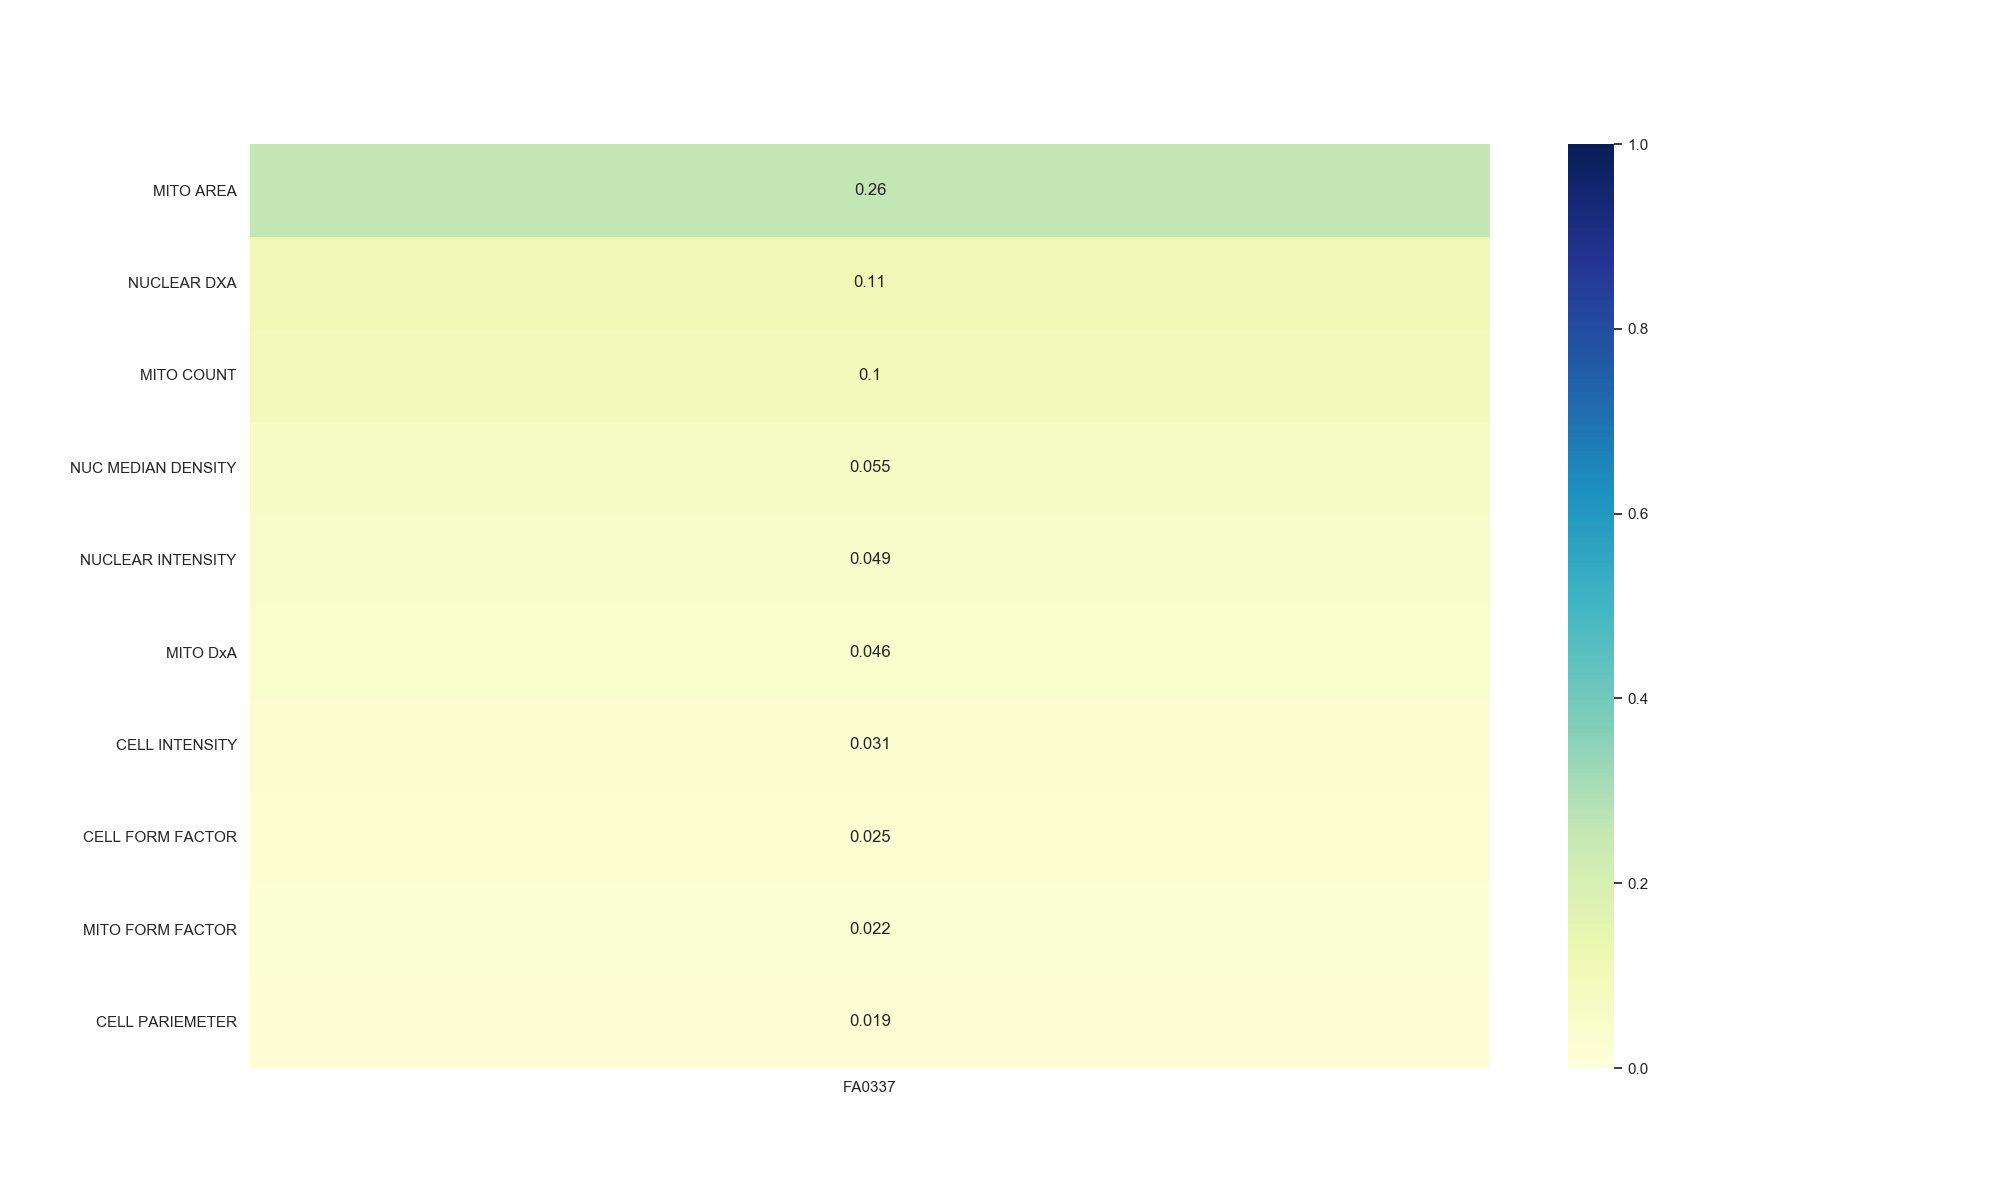 MITO AREA 0.26
NUCLEAR DXA 0.11
MITO COUNT 0.1
NUC MEDIAN DENSITY 0.055
NUCLEAR INTENSITY 0.049
MITO DxA 0.046
CELL INTENSITY 0.031
CELL FORM FACTOR 0.025
MITO FORM FACTOR 0.022
CELL PARIEMETER 0.019
FA0337
1.0
0.8
0.6
0.4
0.2
0.0